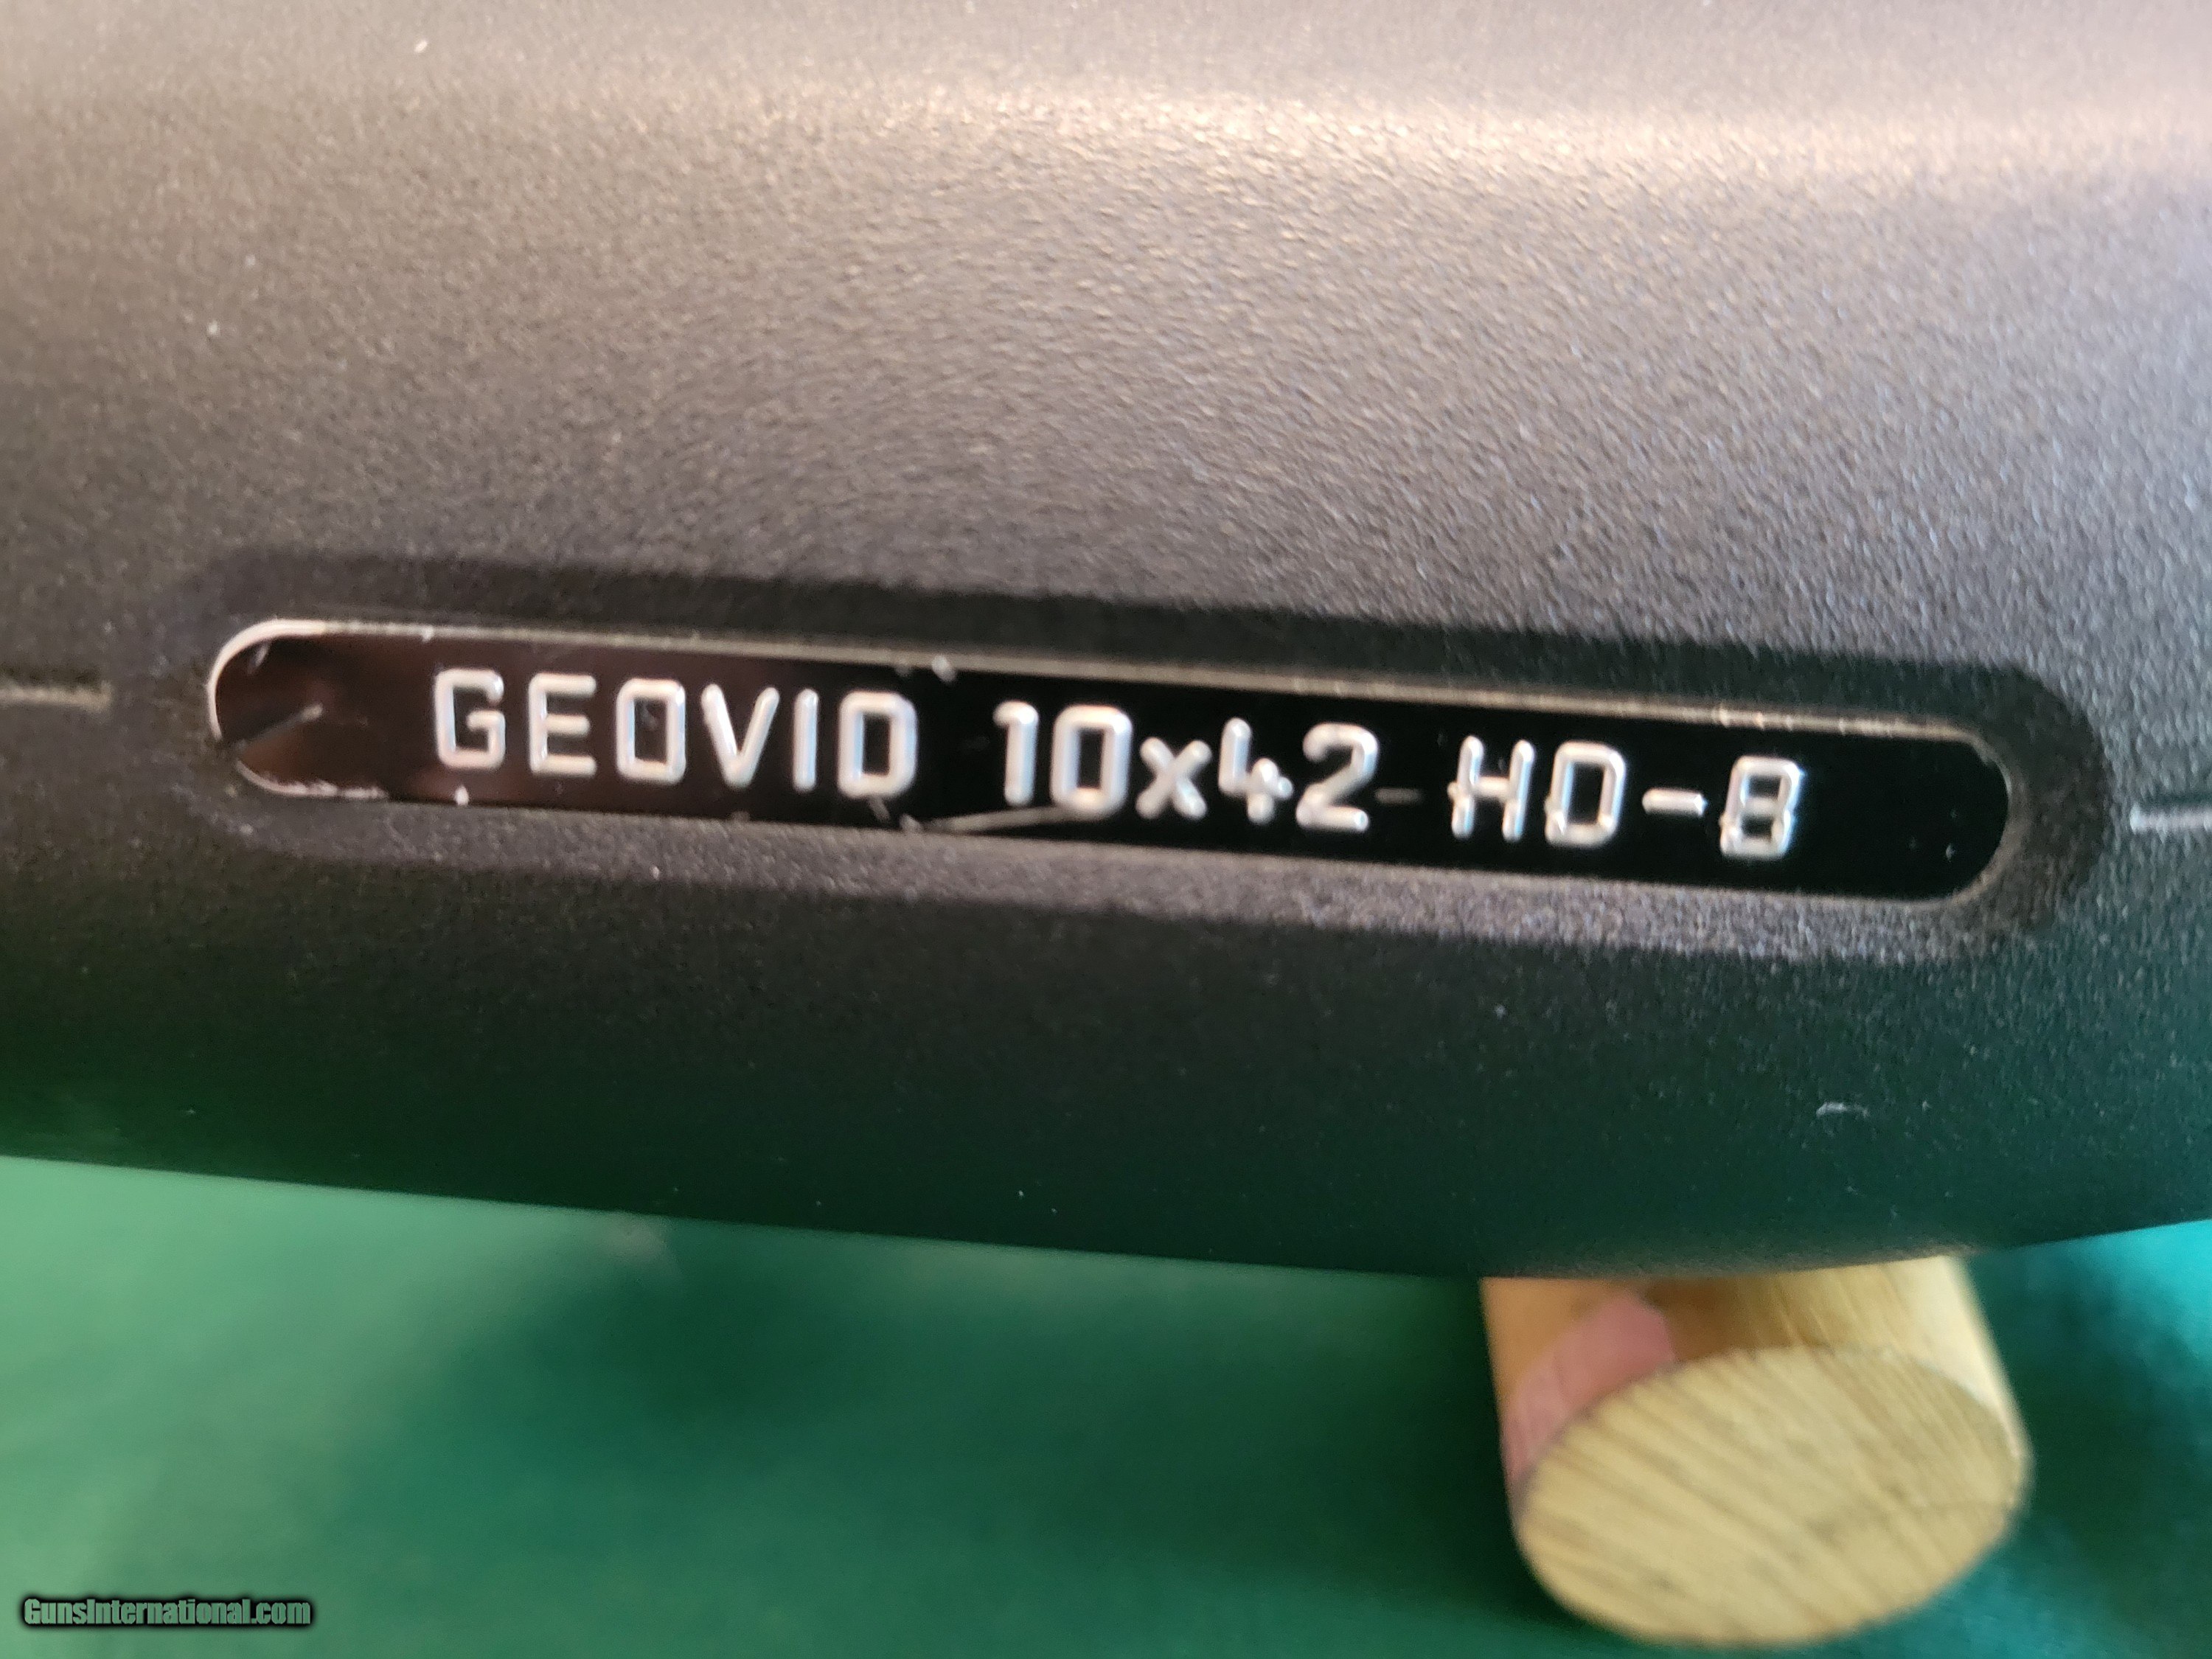 GEOVID 10x42 HD-B
GunsInternational.com